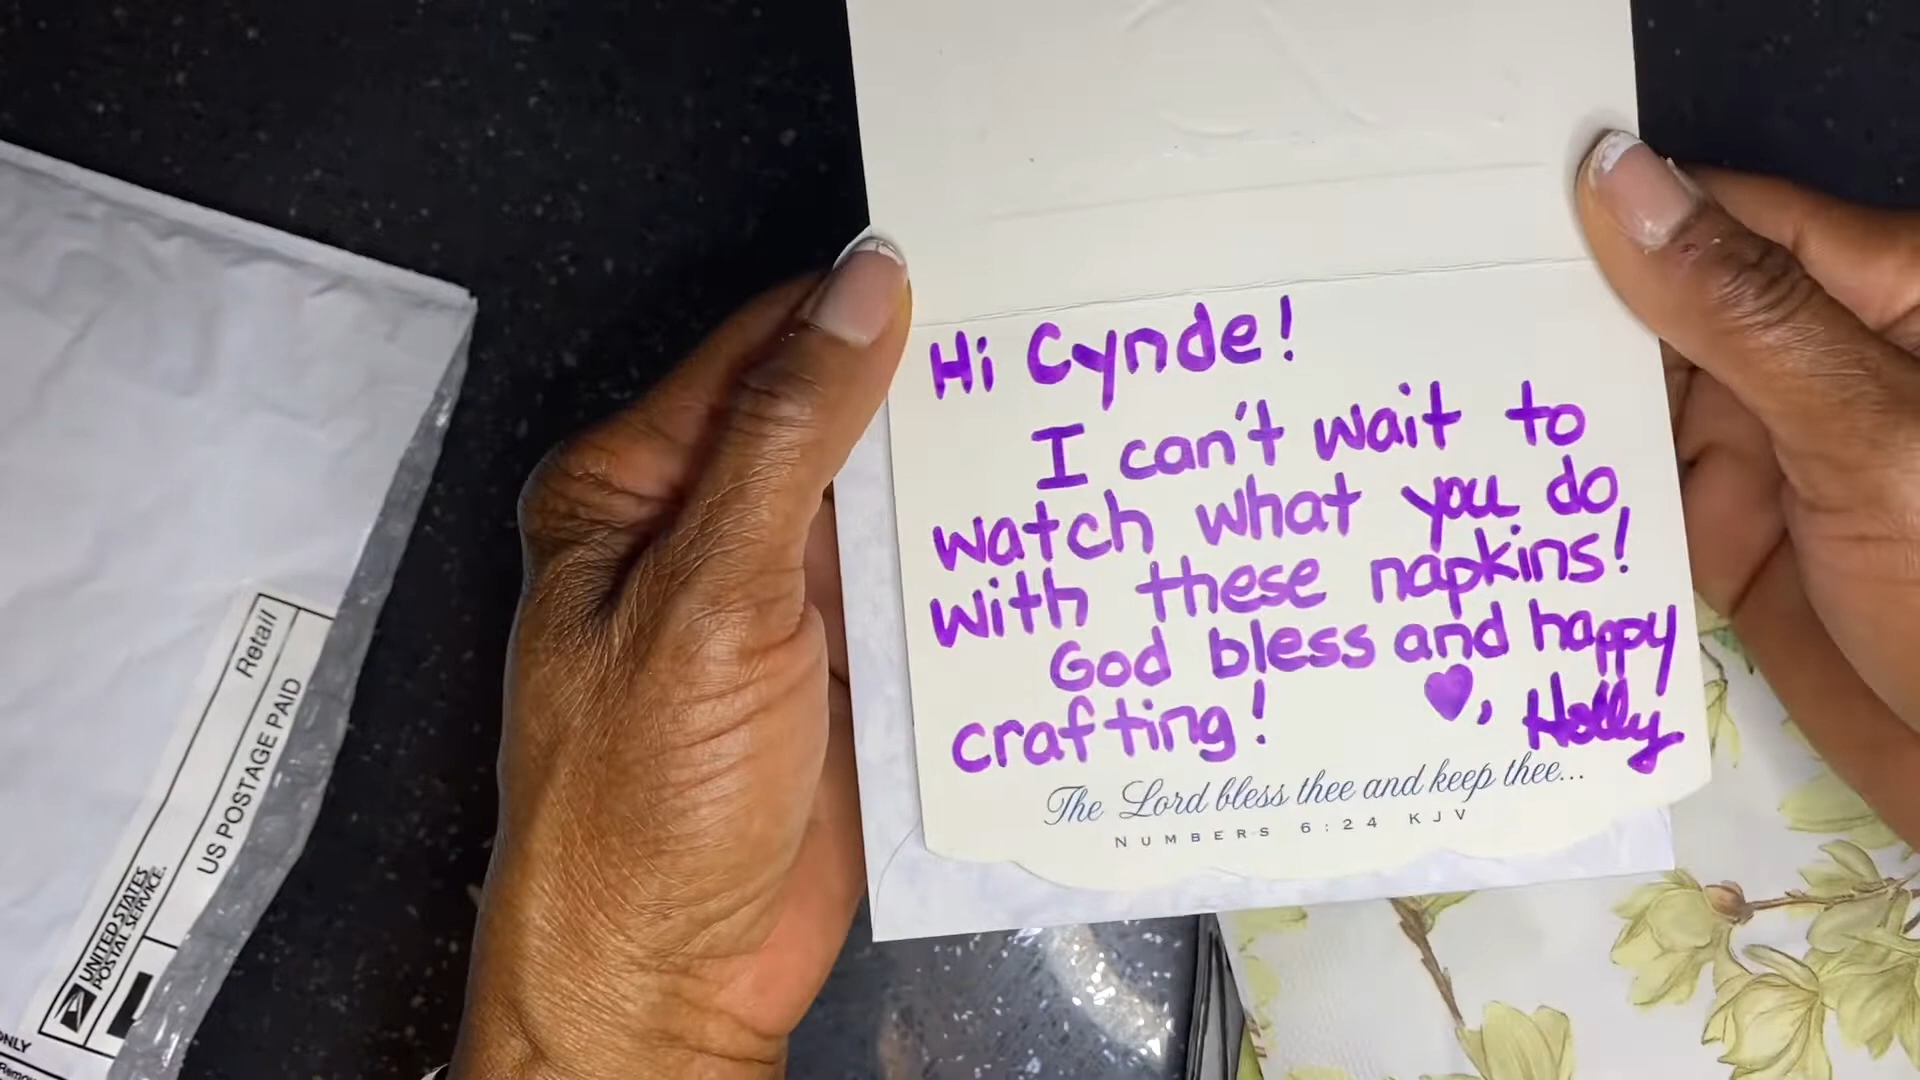 Hi Cynde!
I can't wait to
watch what you do
with these napkins!
God bless and happy
crafting! ♥, Holly
The Lord bless thee and keep thee...
NUMBERS 6:24 KJV
Retail
US POSTAGE PAID
UNITED STATES
POSTAL SERVICE.
ONLY